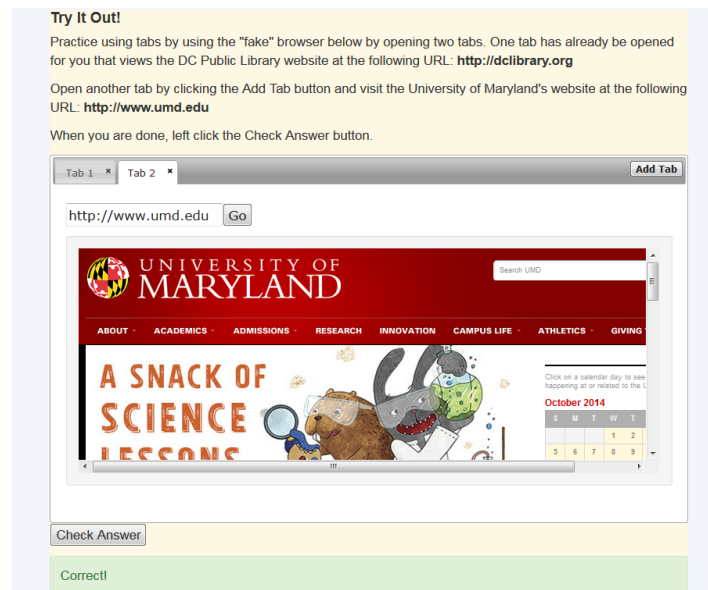 Try It Out!
Practice using tabs by using the "fake" browser below by opening two tabs. One tab has already be opened
for you that views the DC Public Library website at the following URL: http://dclibrary.org
Open another tab by clicking the Add Tab button and visit the University of Maryland's website at the following
URL: http://www.umd.edu
When you are done, left click the Check Answer button.
Tab 1 × Tab 2 × Add Tab
http://www.umd.edu Go
UNIVERSITY OF
MARYLAND
Search UMD
ABOUT ACADEMICS ADMISSIONS RESEARCH INNOVATION CAMPUS LIFE ATHLETICS GIVING
A SNACK OF
SCIENCE
LESSONS
Click on a calendar day to see
happening at or related to the
October 2014
S M T W T
1 2
5 6 7 8 9
Check Answer
Correct!